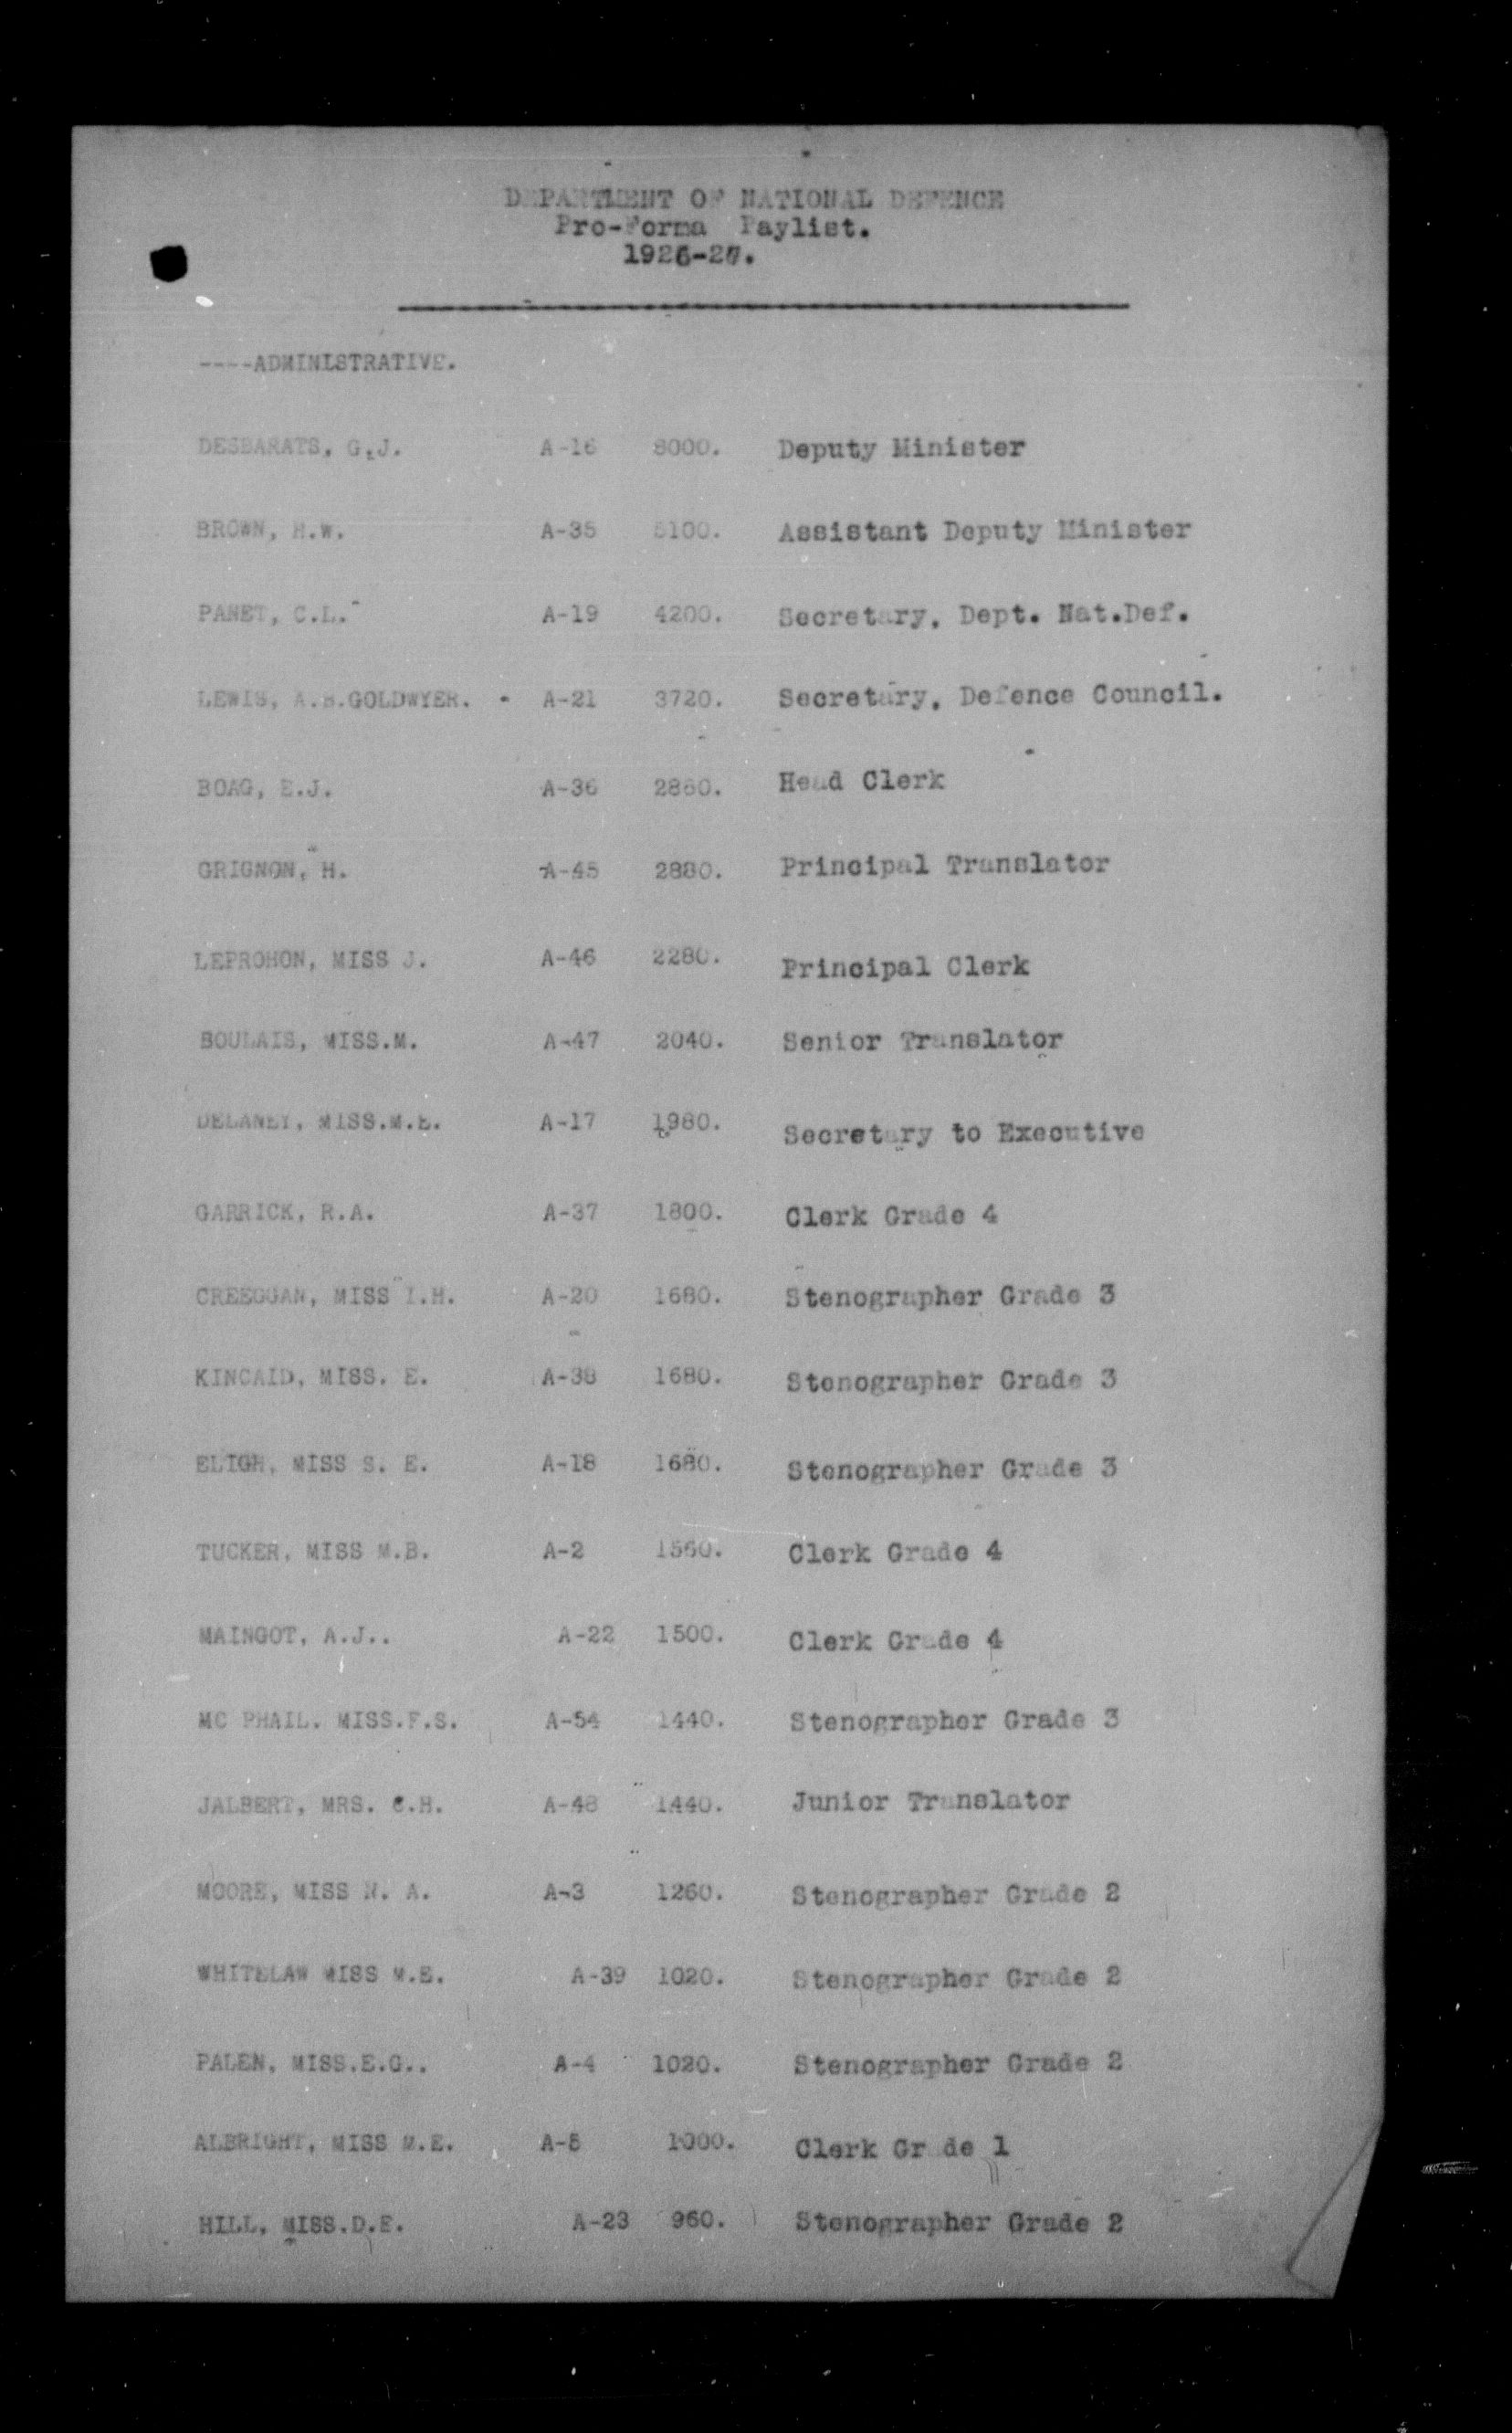 DEPARTMENT OF NATIONAL DEFENCE
Pro-Forma Paylist.
1926-27.
----ADMINISTRATIVE.
DESBARATS, G.J. A-16 8000. Deputy Minister
BROWN, H.W. A-35 5100. Assistant Deputy Minister
PANET, C.L. A-19 4200. Secretary, Dept. Nat.Def.
LEWIS, A.B.GOLDWYER. A-21 3720. Secretary, Defence Council.
BOAG, E.J. A-36 2880. Head Clerk
GRIGNON, H. A-45 2880. Principal Translator
LEPROHON, MISS J. A-46 2280. Principal Clerk
BOULAIS, MISS.M. A-47 2040. Senior Translator
DELANEY, MISS.M.E. A-17 1980. Secretary to Executive
GARRICK, R.A. A-37 1800. Clerk Grade 4
CREEGGAN, MISS I.H. A-20 1680. Stenographer Grade 3
KINCAID, MISS. E. A-38 1680. Stenographer Grade 3
ELIGH, MISS S. E. A-18 1680. Stenographer Grade 3
TUCKER, MISS M.B. A-2 1560. Clerk Grade 4
MAINGOT, A.J.. A-22 1500. Clerk Grade 4
MC PHAIL. MISS.F.S. A-54 1440. Stenographer Grade 3
JALBERT, MRS. C.H. A-48 1440. Junior Translator
MOORE, MISS N. A. A-3 1260. Stenographer Grade 2
WHITELAW MISS M.E. A-39 1020. Stenographer Grade 2
PALEN, MISS.E.G.. A-4 1020. Stenographer Grade 2
ALBRIGHT, MISS M.E. A-5 1000. Clerk Grade 1
HILL, MISS.D.E. A-23 960. Stenographer Grade 2